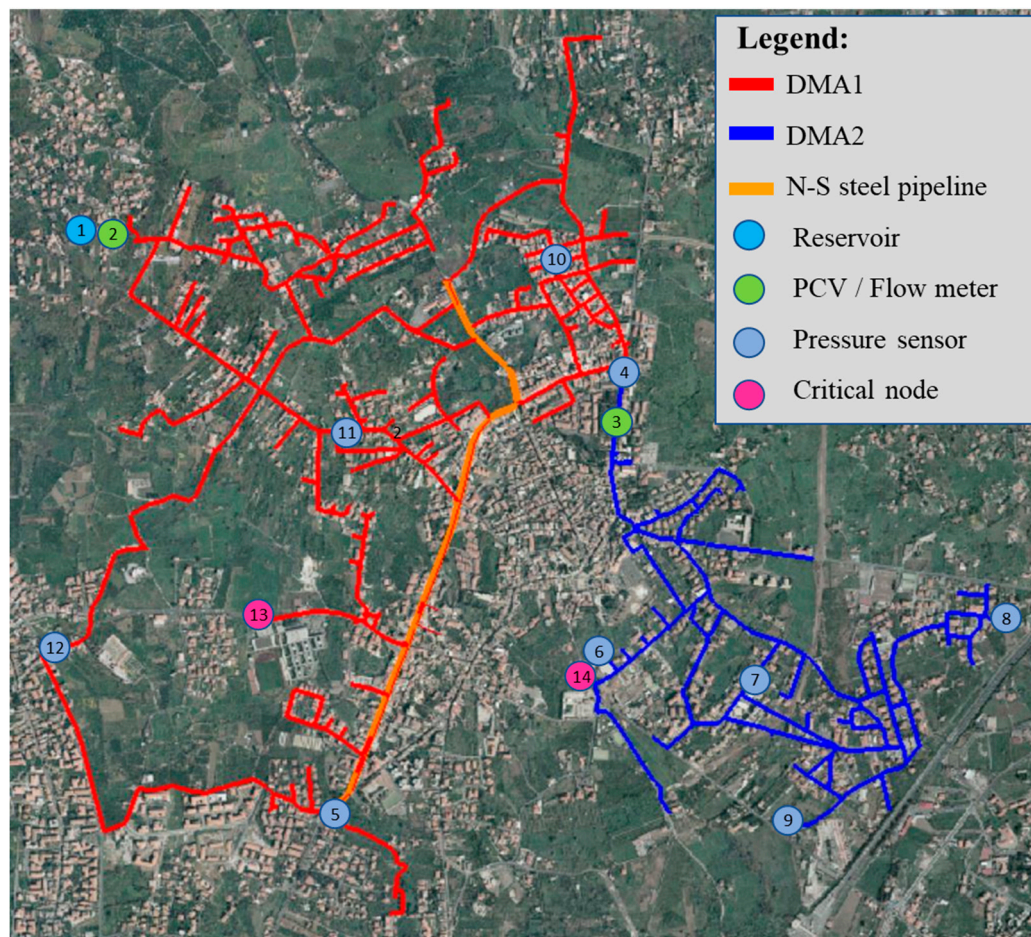 Legend:
DMA1
DMA2
N-S steel pipeline
Reservoir
PCV / Flow meter
Pressure sensor
Critical node
1
2
10
4
3
11
2
13
12
8
6
14
7
5
9